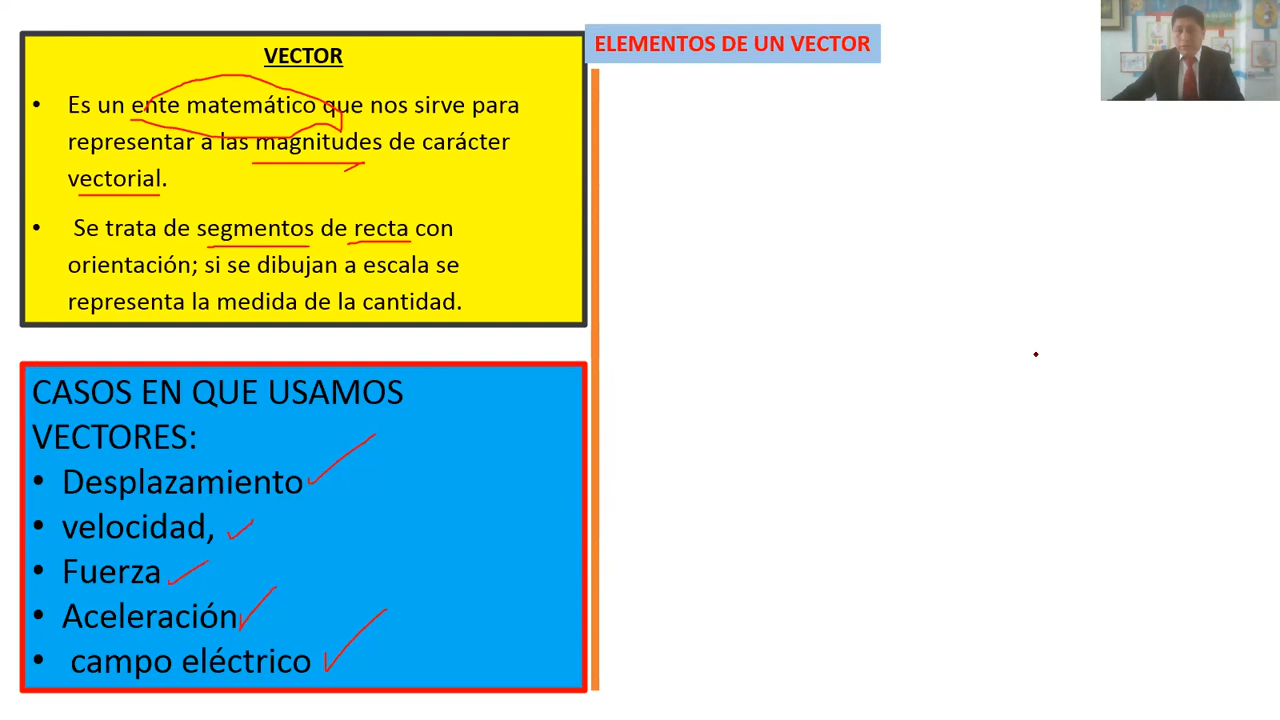 VECTOR
• Es un ente matemático que nos sirve para
representar a las magnitudes de carácter
vectorial.
• Se trata de segmentos de recta con
orientación; si se dibujan a escala se
representa la medida de la cantidad.
CASOS EN QUE USAMOS
VECTORES:
• Desplazamiento
• velocidad,
• Fuerza
• Aceleración
• campo eléctrico
ELEMENTOS DE UN VECTOR